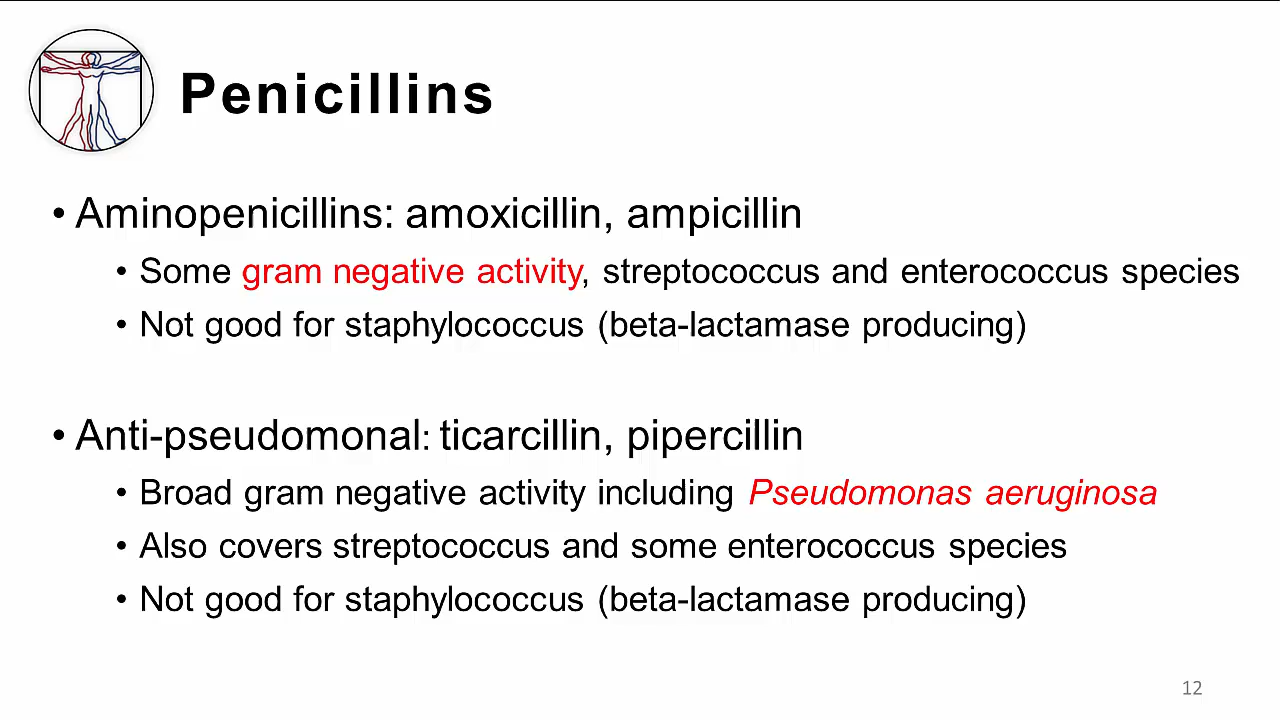 Penicillins
• Aminopenicillins: amoxicillin, ampicillin
• Some gram negative activity, streptococcus and enterococcus species
• Not good for staphylococcus (beta-lactamase producing)
• Anti-pseudomonal: ticarcillin, pipercillin
• Broad gram negative activity including Pseudomonas aeruginosa
• Also covers streptococcus and some enterococcus species
• Not good for staphylococcus (beta-lactamase producing)
12